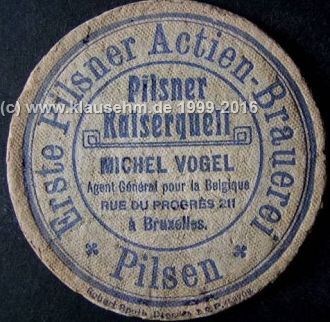 Erste Pilsner Actien-Brauerei
Pilsner
Kaiserquell
MICHEL VOGEL
Agent Général pour la Belgique
RUE DU PROGRÈS 211
à Bruxelles.
* Pilsen *
(c) www.klausehm.de 1999-2016